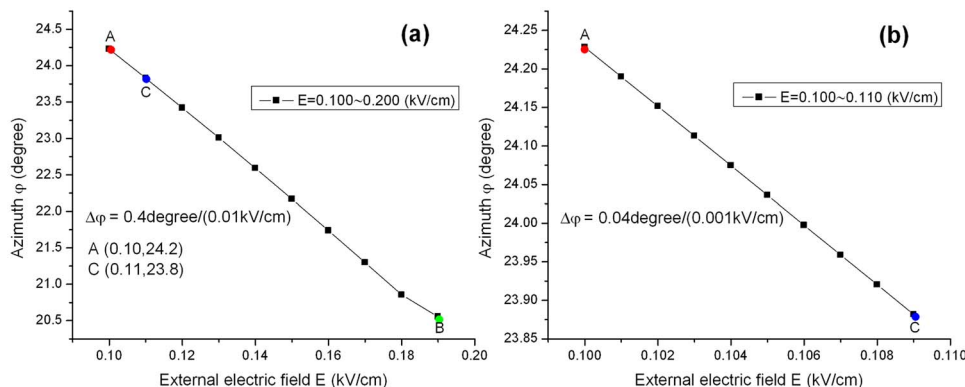 (a)
A
C
B
E=0.100~0.200 (kV/cm)
Δφ = 0.4degree/(0.01kV/cm)
A (0.10,24.2)
C (0.11,23.8)
24.5
24.0
23.5
23.0
22.5
22.0
21.5
21.0
20.5
0.10
0.12
0.14
0.16
0.18
0.20
Azimuth φ (degree)
External electric field E (kV/cm)
(b)
A
C
E=0.100~0.110 (kV/cm)
Δφ = 0.04degree/(0.001kV/cm)
24.25
24.20
24.15
24.10
24.05
24.00
23.95
23.90
23.85
0.100
0.102
0.104
0.106
0.108
0.110
Azimuth φ (degree)
External electric field E (kV/cm)